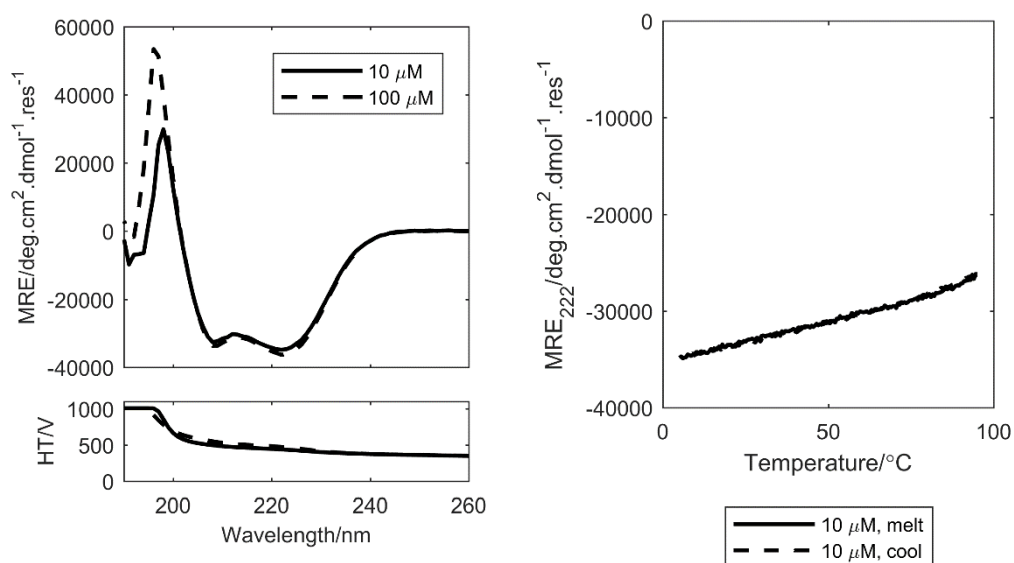 60000
40000
20000
0
-20000
-40000
MRE/deg.cm².dmol⁻¹.res⁻¹
10 μM
100 μM
1000
500
0
HT/V
200
220
240
260
Wavelength/nm
0
-10000
-20000
-30000
-40000
MRE₂₂₂/deg.cm².dmol⁻¹.res⁻¹
0
50
100
Temperature/°C
10 μM, melt
10 μM, cool